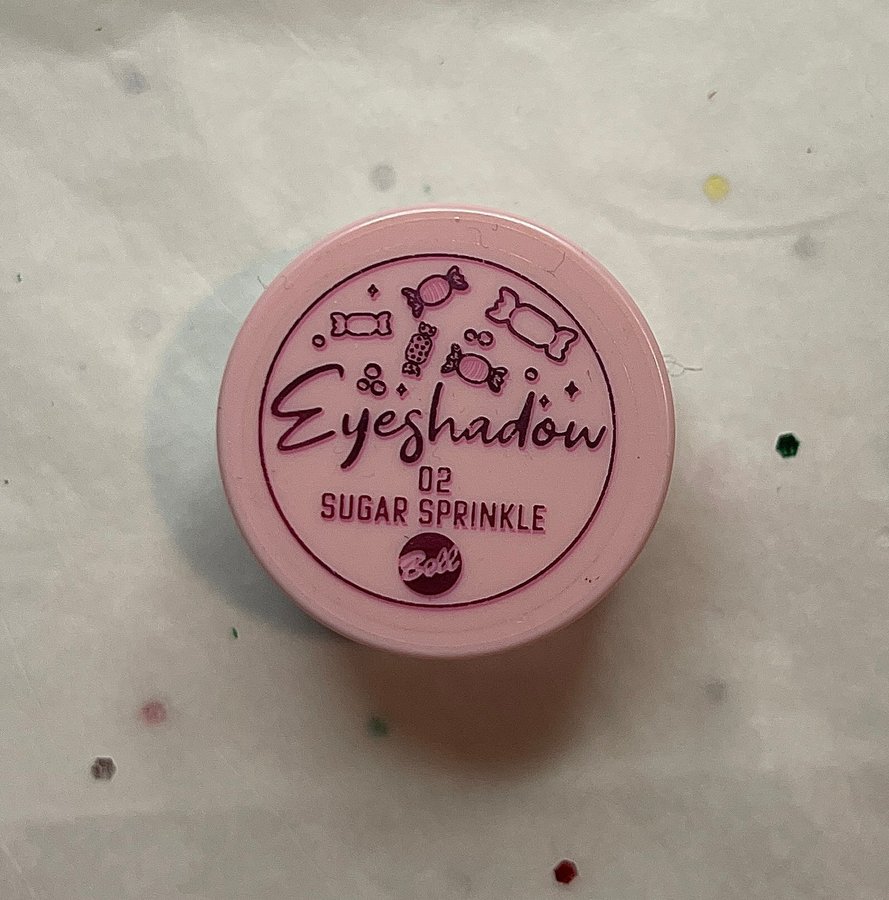 Eyeshadow
02
SUGAR SPRINKLE
Bell